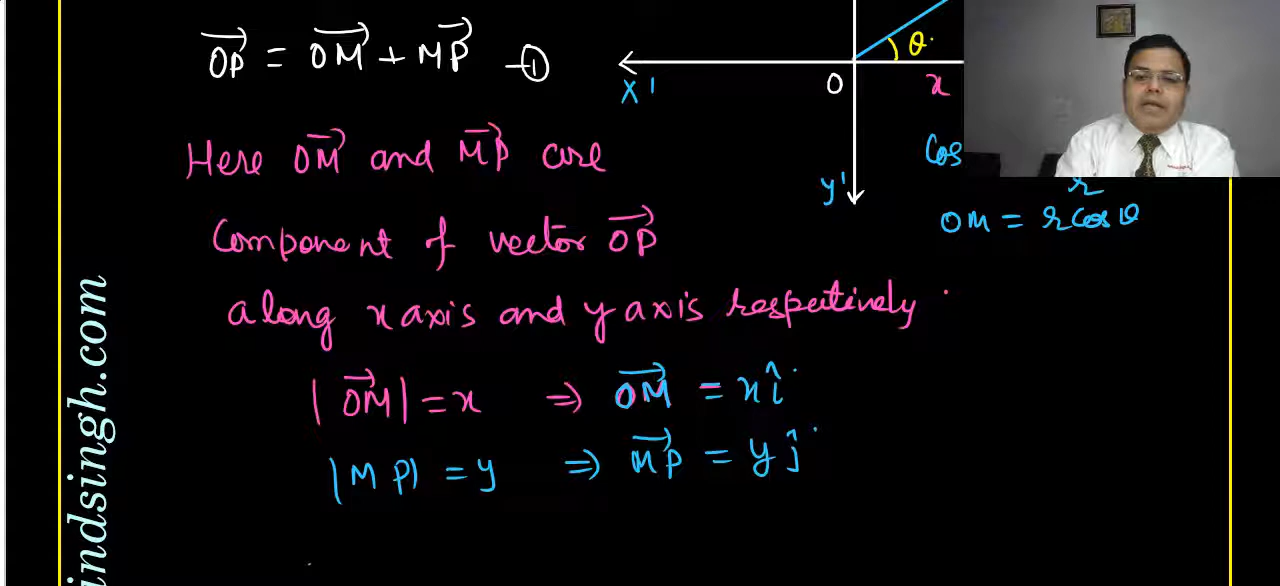 OP = OM + MP —①
θ.
X'
O
x
Here OM and MP are
Cos
y'
r
OM = r cos θ
Component of vector OP
along x axis and y axis respectively.
|OM| = x ⇒ OM = x î
|MP| = y ⇒ MP = y ĵ
indsingh.com